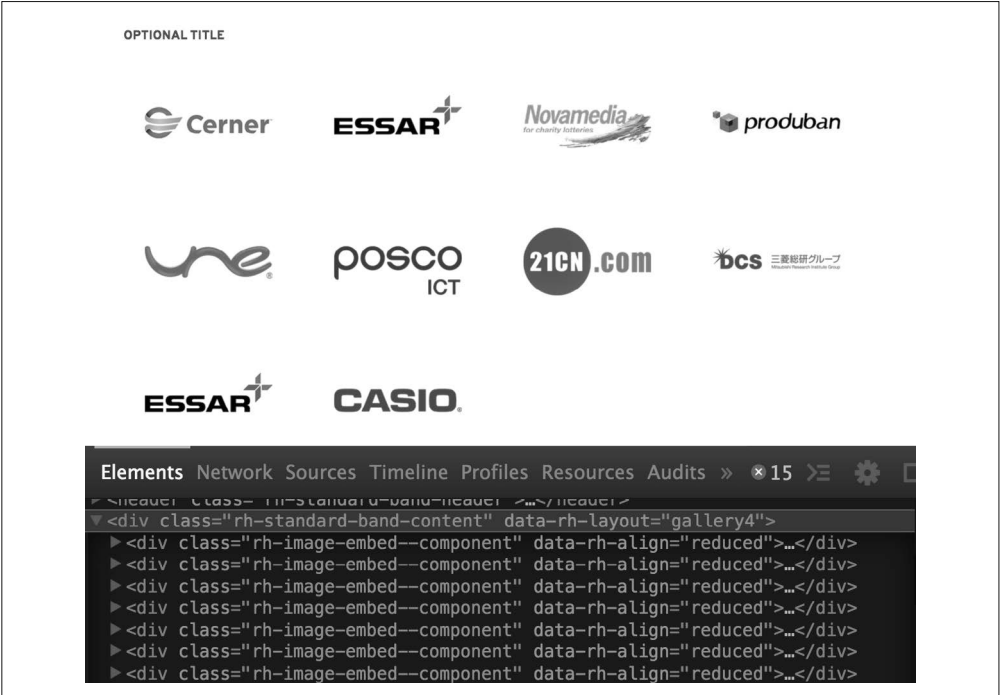 OPTIONAL TITLE
Cerner ESSAR Novamedia produban
for charity lotteries
une® posco 21CN.com DCS 三菱総研グループ
ICT Mitsubishi Research Institute Group
ESSAR CASIO®
Elements Network Sources Timeline Profiles Resources Audits » 15
▶<header class="rh-standard-band-header">…</header>
▼<div class="rh-standard-band-content" data-rh-layout="gallery4">
▶<div class="rh-image-embed--component" data-rh-align="reduced">…</div>
▶<div class="rh-image-embed--component" data-rh-align="reduced">…</div>
▶<div class="rh-image-embed--component" data-rh-align="reduced">…</div>
▶<div class="rh-image-embed--component" data-rh-align="reduced">…</div>
▶<div class="rh-image-embed--component" data-rh-align="reduced">…</div>
▶<div class="rh-image-embed--component" data-rh-align="reduced">…</div>
▶<div class="rh-image-embed--component" data-rh-align="reduced">…</div>